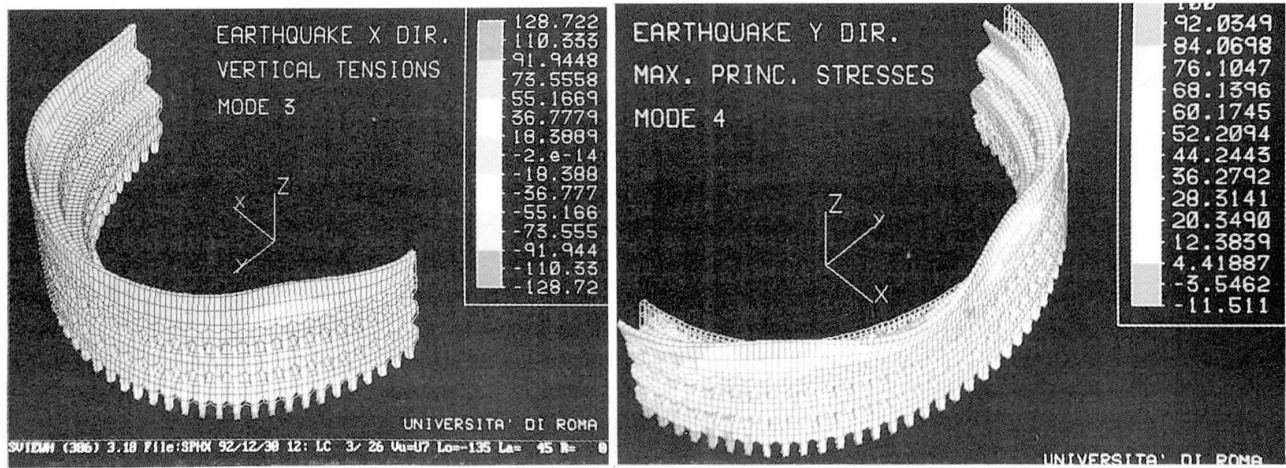 EARTHQUAKE X DIR.
VERTICAL TENSIONS
MODE 3
128.722
110.333
91.9448
73.5558
55.1669
36.7779
18.3889
-2.e-14
-18.388
-36.777
-55.166
-73.555
-91.944
-110.33
-128.72
X
Z
Y
UNIVERSITA' DI ROMA
SVIEWM (386) 3.18 File:SPHX 92/12/30 12: LC 3/ 26 Vu=U7 Lo=-135 La= 45 R= 0
EARTHQUAKE Y DIR.
MAX. PRINC. STRESSES
MODE 4
100
92.0349
84.0698
76.1047
68.1396
60.1745
52.2094
44.2443
36.2792
28.3141
20.3490
12.3839
4.41887
-3.5462
-11.511
Z
Y
X
UNIVERSITA' DI ROMA